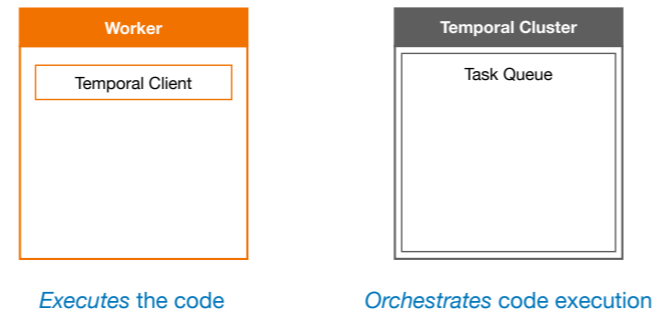 Worker
Temporal Client
Executes the code
Temporal Cluster
Task Queue
Orchestrates code execution